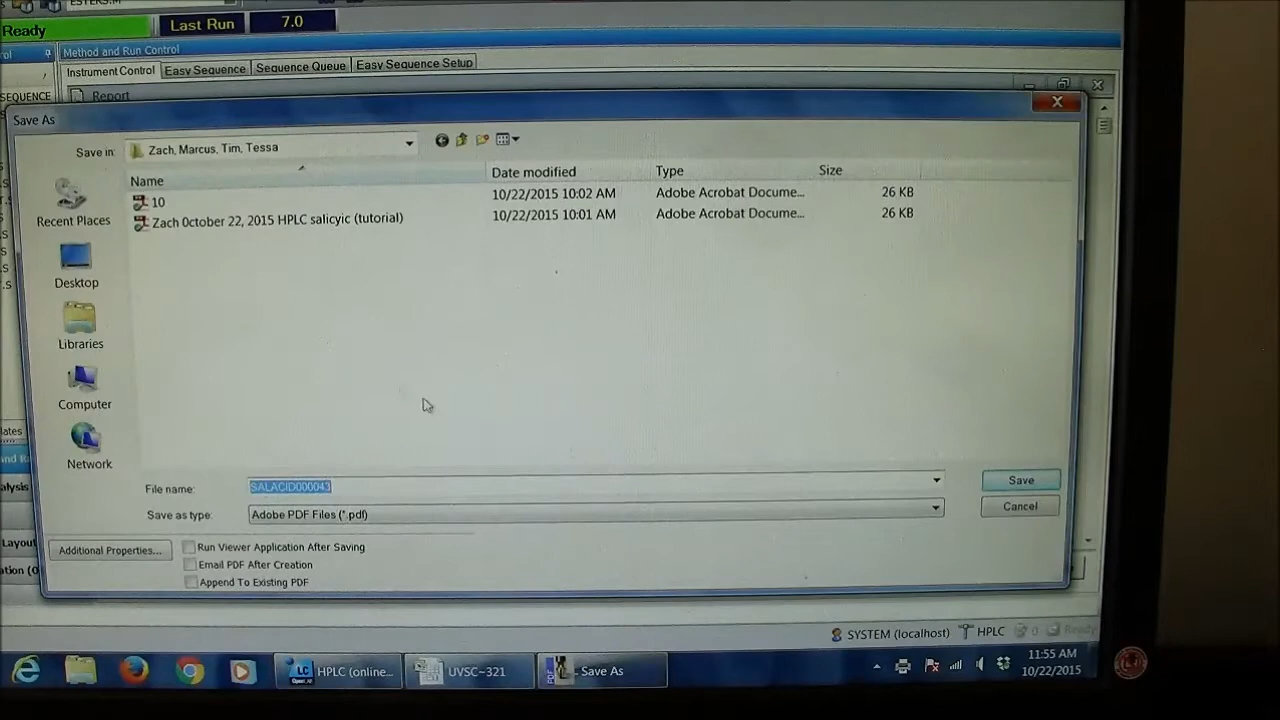 Ready
Last Run
7.0
Method and Run Control
Instrument Control
Easy Sequence
Sequence Queue
Easy Sequence Setup
SEQUENCE
Report
Save As
Save in:
Zach, Marcus, Tim, Tessa
Name
Date modified
Type
Size
10
10/22/2015 10:02 AM
Adobe Acrobat Docume...
26 KB
Zach 0ctober 22, 2015 HPLC salicyic (tutorial)
10/22/2015 10:01 AM
Adobe Acrobat Docume...
26 KB
Recent Places
Desktop
Libraries
Computer
Network
File name:
SALACID000043
Save
Save as type:
Adobe PDF Files (*.pdf)
Cancel
Additional Properties...
Run Viewer Application After Saving
Email PDF After Creation
Append To Existing PDF
SYSTEM (localhost)
HPLC
0
Ready
HPLC (online...
UVSC~321
Save As
11:55 AM
10/22/2015